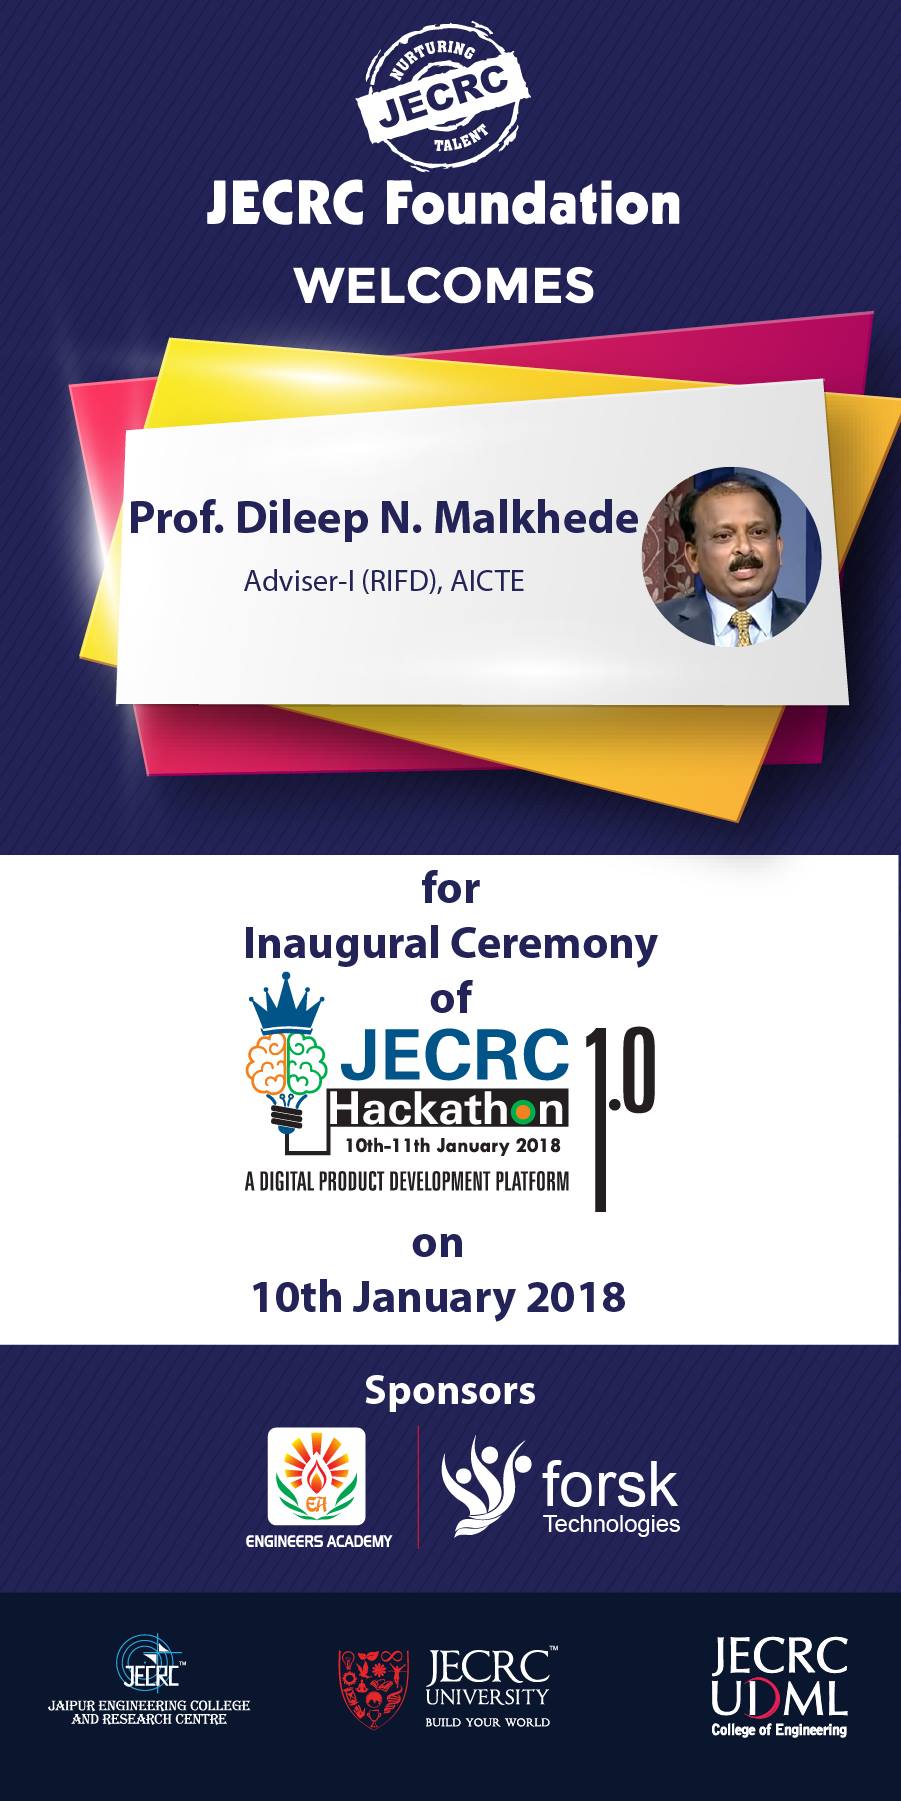 NURTURING
JECRC
TALENT
JECRC Foundation
WELCOMES
Prof. Dileep N. Malkhede
Adviser-I (RIFD), AICTE
for
Inaugural Ceremony
of
JECRC 1.0
Hackathon
10th-11th January 2018
A DIGITAL PRODUCT DEVELOPMENT PLATFORM
on
10th January 2018
Sponsors
EA
ENGINEERS ACADEMY
forsk
Technologies
JECRC™
JAIPUR ENGINEERING COLLEGE
AND RESEARCH CENTRE
JECRC™
UNIVERSITY
BUILD YOUR WORLD
JECRC
UDML
College of Engineering